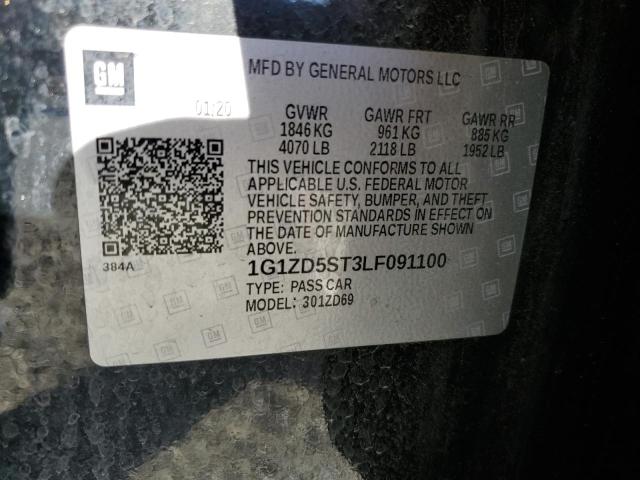 GM
MFD BY GENERAL MOTORS LLC
01/20
GVWR GAWR FRT GAWR RR
1846 KG 961 KG 885 KG
4070 LB 2118 LB 1952 LB
THIS VEHICLE CONFORMS TO ALL
APPLICABLE U.S. FEDERAL MOTOR
VEHICLE SAFETY, BUMPER, AND THEFT
PREVENTION STANDARDS IN EFFECT ON
THE DATE OF MANUFACTURE SHOWN
ABOVE.
384A
1G1ZD5ST3LF091100
TYPE: PASS CAR
MODEL: 301ZD69